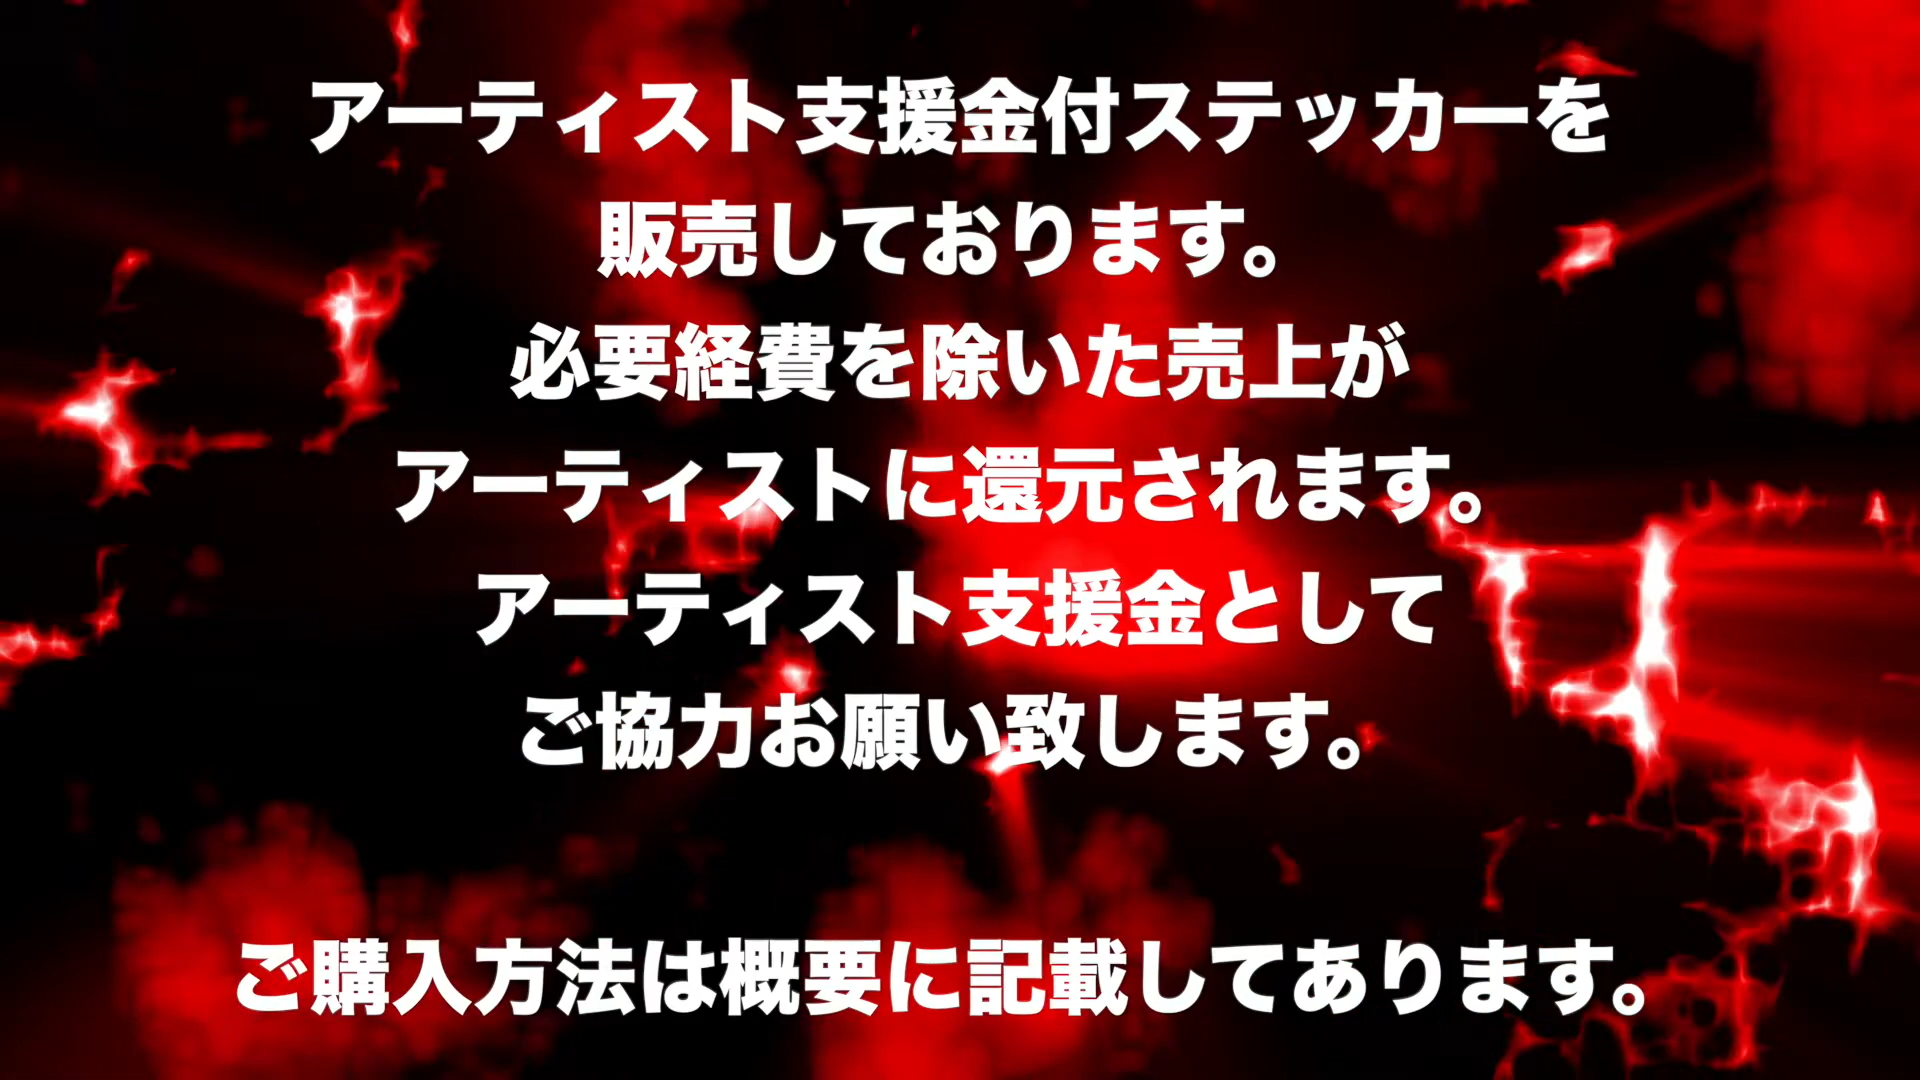 アーティスト支援金付ステッカーを
販売しております。
必要経費を除いた売上が
アーティストに還元されます。
アーティスト支援金として
ご協力お願い致します。
ご購入方法は概要に記載してあります。